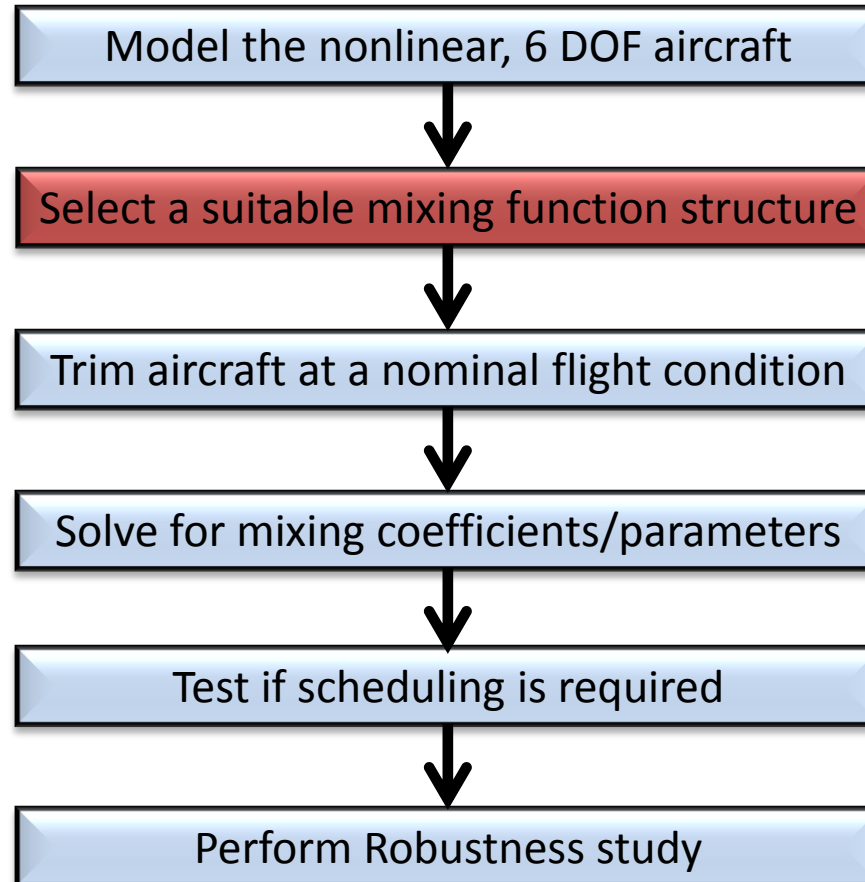 Model the nonlinear, 6 DOF aircraft
Select a suitable mixing function structure
Trim aircraft at a nominal flight condition
Solve for mixing coefficients/parameters
Test if scheduling is required
Perform Robustness study